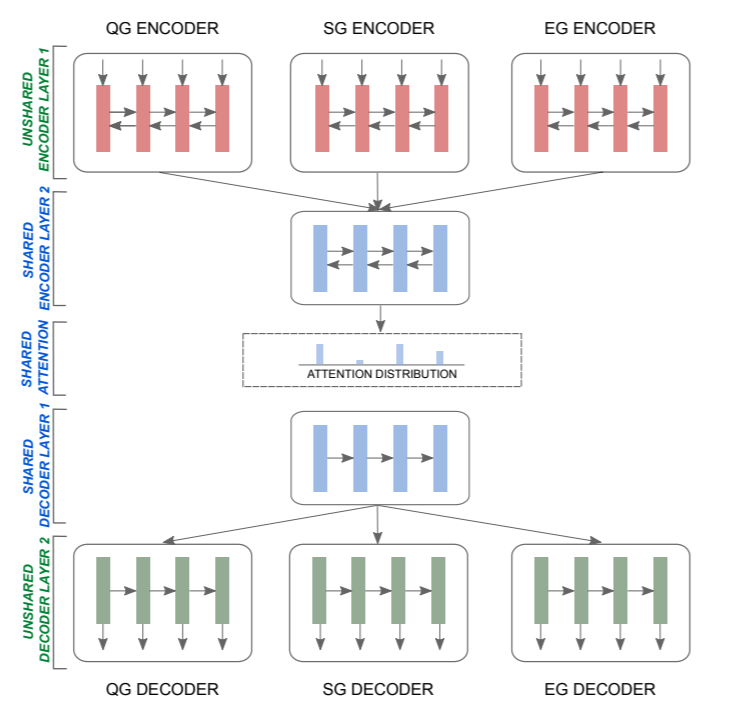 QG ENCODER
SG ENCODER
EG ENCODER
UNSHARED
ENCODER LAYER 1
SHARED
ENCODER LAYER 2
SHARED
ATTENTION
ATTENTION DISTRIBUTION
SHARED
DECODER LAYER 1
UNSHARED
DECODER LAYER 2
QG DECODER
SG DECODER
EG DECODER